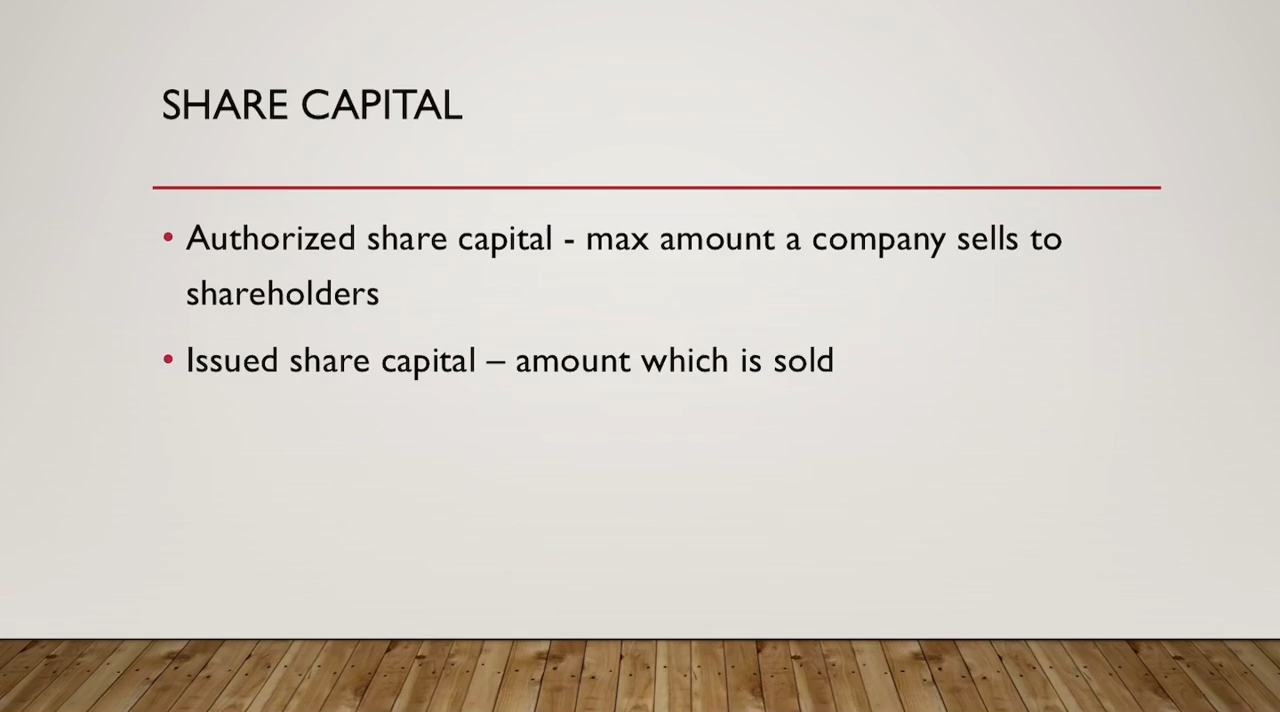 SHARE CAPITAL
• Authorized share capital - max amount a company sells to
shareholders
• Issued share capital – amount which is sold